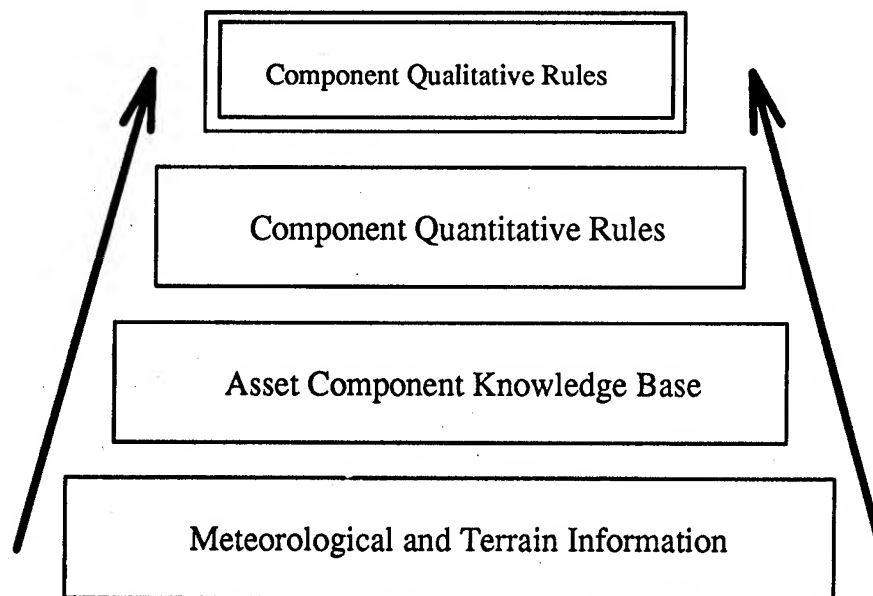 Component Qualitative Rules
Component Quantitative Rules
Asset Component Knowledge Base
Meteorological and Terrain Information